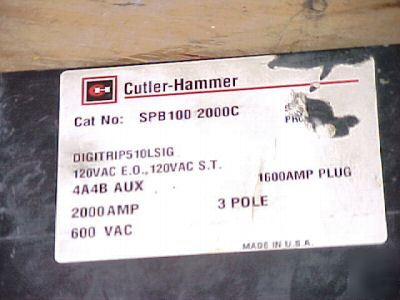 Cutler-Hammer
Cat No: SPB100 2000C
DIGITRIP510LSIG
120VAC E.O.,120VAC S.T.
1600AMP PLUG
4A4B AUX
2000AMP 3 POLE
600 VAC
MADE IN U.S.A.